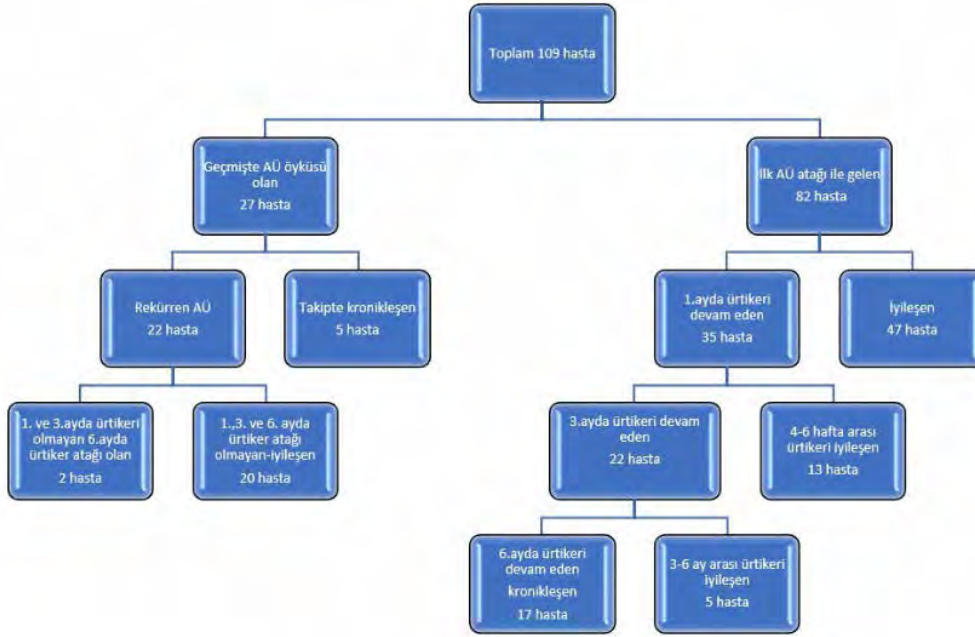 Toplam 109 hasta
Geçmişte AÜ öyküsü
olan
27 hasta
İlk AÜ atağı ile gelen
82 hasta
Rekürren AÜ
22 hasta
Takipte kronikleşen
5 hasta
1.ayda ürtikeri
devam eden
35 hasta
İyileşen
47 hasta
1. ve 3.ayda ürtikeri
olmayan 6.ayda
ürtiker atağı olan
2 hasta
1.,3. ve 6. ayda
ürtiker atağı
olmayan-iyileşen
20 hasta
3.ayda ürtikeri devam
eden
22 hasta
4-6 hafta arası
ürtikeri iyileşen
13 hasta
6.ayda ürtikeri
devam eden
kronikleşen
17 hasta
3-6 ay arası ürtikeri
iyileşen
5 hasta